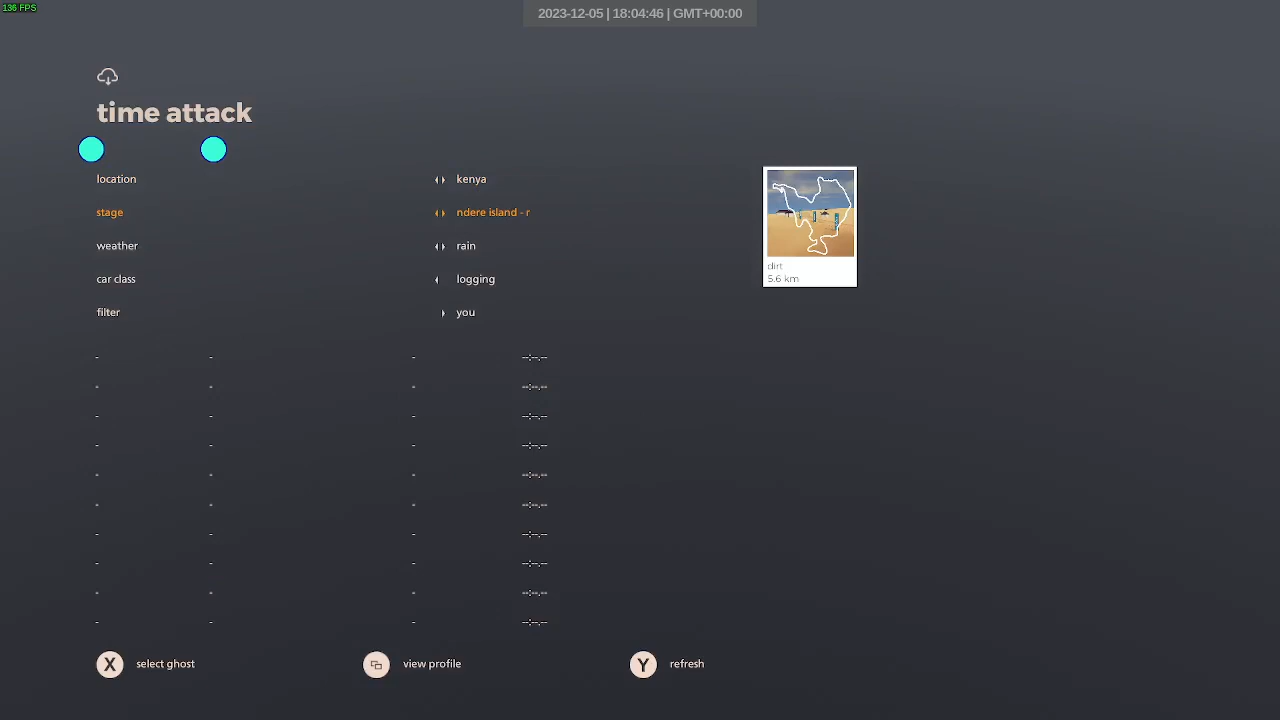 136 FPS
2023-12-05 | 18:04:46 | GMT+00:00
time attack
location kenya
stage ndere island - r
weather rain
car class logging
filter you
dirt
5.6 km
- - - --:--.--
- - - --:--.--
- - - --:--.--
- - - --:--.--
- - - --:--.--
- - - --:--.--
- - - --:--.--
- - - --:--.--
- - - --:--.--
- - - --:--.--
X select ghost view profile Y refresh